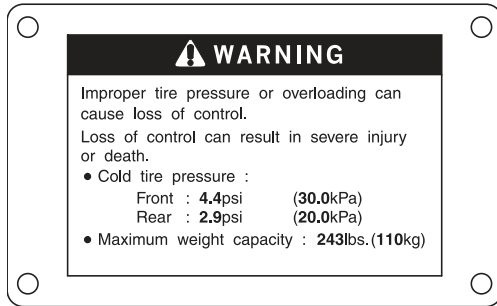 WARNING
Improper tire pressure or overloading can
cause loss of control.
Loss of control can result in severe injury
or death.
• Cold tire pressure :
Front : 4.4psi (30.0kPa)
Rear : 2.9psi (20.0kPa)
• Maximum weight capacity : 243lbs.(110kg)